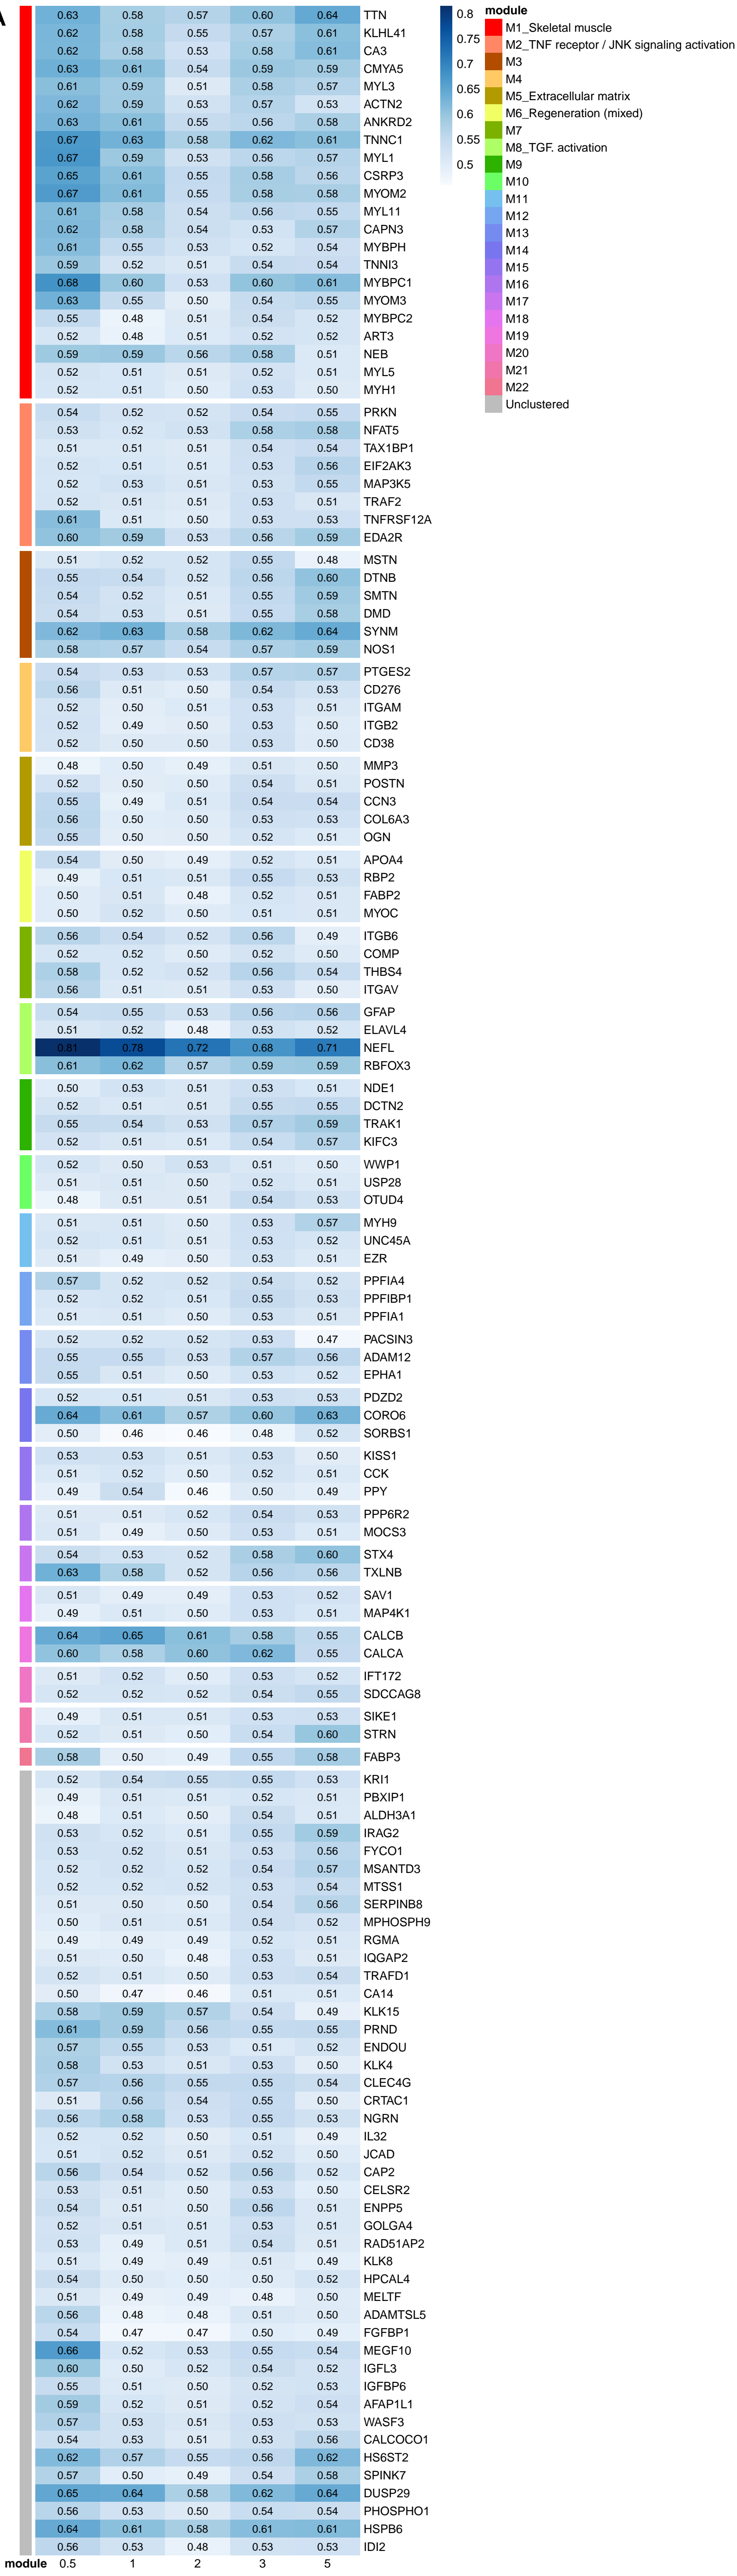 A
0.63 0.58 0.57 0.60 0.64 TTN
0.62 0.58 0.55 0.57 0.61 KLHL41
0.62 0.58 0.53 0.58 0.61 CA3
0.63 0.61 0.54 0.59 0.59 CMYA5
0.61 0.59 0.51 0.58 0.57 MYL3
0.62 0.59 0.53 0.57 0.53 ACTN2
0.63 0.61 0.55 0.56 0.58 ANKRD2
0.67 0.63 0.58 0.62 0.61 TNNC1
0.67 0.59 0.53 0.56 0.57 MYL1
0.65 0.61 0.55 0.58 0.56 CSRP3
0.67 0.61 0.55 0.58 0.58 MYOM2
0.61 0.58 0.54 0.56 0.55 MYL11
0.62 0.58 0.54 0.53 0.57 CAPN3
0.61 0.55 0.53 0.52 0.54 MYBPH
0.59 0.52 0.51 0.54 0.54 TNNI3
0.68 0.60 0.53 0.60 0.61 MYBPC1
0.63 0.55 0.50 0.54 0.55 MYOM3
0.55 0.48 0.51 0.54 0.52 MYBPC2
0.52 0.48 0.51 0.52 0.52 ART3
0.59 0.59 0.56 0.58 0.51 NEB
0.52 0.51 0.51 0.52 0.51 MYL5
0.52 0.51 0.50 0.53 0.50 MYH1
0.54 0.52 0.52 0.54 0.55 PRKN
0.53 0.52 0.53 0.58 0.58 NFAT5
0.51 0.51 0.51 0.54 0.54 TAX1BP1
0.52 0.51 0.51 0.53 0.56 EIF2AK3
0.52 0.53 0.51 0.53 0.55 MAP3K5
0.52 0.51 0.51 0.53 0.51 TRAF2
0.61 0.51 0.50 0.53 0.53 TNFRSF12A
0.60 0.59 0.53 0.56 0.59 EDA2R
0.51 0.52 0.52 0.55 0.48 MSTN
0.55 0.54 0.52 0.56 0.60 DTNB
0.54 0.52 0.51 0.55 0.59 SMTN
0.54 0.53 0.51 0.55 0.58 DMD
0.62 0.63 0.58 0.62 0.64 SYNM
0.58 0.57 0.54 0.57 0.59 NOS1
0.54 0.53 0.53 0.57 0.57 PTGES2
0.56 0.51 0.50 0.54 0.53 CD276
0.52 0.50 0.51 0.53 0.51 ITGAM
0.52 0.49 0.50 0.53 0.50 ITGB2
0.52 0.50 0.50 0.53 0.50 CD38
0.48 0.50 0.49 0.51 0.50 MMP3
0.52 0.50 0.50 0.54 0.51 POSTN
0.55 0.49 0.51 0.54 0.54 CCN3
0.56 0.50 0.50 0.53 0.53 COL6A3
0.55 0.50 0.50 0.52 0.51 OGN
0.54 0.50 0.49 0.52 0.51 APOA4
0.49 0.51 0.51 0.55 0.53 RBP2
0.50 0.51 0.48 0.52 0.51 FABP2
0.50 0.52 0.50 0.51 0.51 MYOC
0.56 0.54 0.52 0.56 0.49 ITGB6
0.52 0.52 0.50 0.52 0.50 COMP
0.58 0.52 0.52 0.56 0.54 THBS4
0.56 0.51 0.51 0.53 0.50 ITGAV
0.54 0.55 0.53 0.56 0.56 GFAP
0.51 0.52 0.48 0.53 0.52 ELAVL4
0.81 0.78 0.72 0.68 0.71 NEFL
0.61 0.62 0.57 0.59 0.59 RBFOX3
0.50 0.53 0.51 0.53 0.51 NDE1
0.52 0.51 0.51 0.55 0.55 DCTN2
0.55 0.54 0.53 0.57 0.59 TRAK1
0.52 0.51 0.51 0.54 0.57 KIFC3
0.52 0.50 0.53 0.51 0.50 WWP1
0.51 0.51 0.50 0.52 0.51 USP28
0.48 0.51 0.51 0.54 0.53 OTUD4
0.51 0.51 0.50 0.53 0.57 MYH9
0.52 0.51 0.51 0.53 0.52 UNC45A
0.51 0.49 0.50 0.53 0.51 EZR
0.57 0.52 0.52 0.54 0.52 PPFIA4
0.52 0.52 0.51 0.55 0.53 PPFIBP1
0.51 0.51 0.50 0.53 0.51 PPFIA1
0.52 0.52 0.52 0.53 0.47 PACSIN3
0.55 0.55 0.53 0.57 0.56 ADAM12
0.55 0.51 0.50 0.53 0.52 EPHA1
0.52 0.51 0.51 0.53 0.53 PDZD2
0.64 0.61 0.57 0.60 0.63 CORO6
0.50 0.46 0.46 0.48 0.52 SORBS1
0.53 0.53 0.51 0.53 0.50 KISS1
0.51 0.52 0.50 0.52 0.51 CCK
0.49 0.54 0.46 0.50 0.49 PPY
0.51 0.51 0.52 0.54 0.53 PPP6R2
0.51 0.49 0.50 0.53 0.51 MOCS3
0.54 0.53 0.52 0.58 0.60 STX4
0.63 0.58 0.52 0.56 0.56 TXLNB
0.51 0.49 0.49 0.53 0.52 SAV1
0.49 0.51 0.50 0.53 0.51 MAP4K1
0.64 0.65 0.61 0.58 0.55 CALCB
0.60 0.58 0.60 0.62 0.55 CALCA
0.51 0.52 0.50 0.53 0.52 IFT172
0.52 0.52 0.52 0.54 0.55 SDCCAG8
0.49 0.51 0.51 0.53 0.53 SIKE1
0.52 0.51 0.50 0.54 0.60 STRN
0.58 0.50 0.49 0.55 0.58 FABP3
0.52 0.54 0.55 0.55 0.53 KRI1
0.49 0.51 0.51 0.52 0.51 PBXIP1
0.48 0.51 0.50 0.54 0.51 ALDH3A1
0.53 0.52 0.51 0.55 0.59 IRAG2
0.53 0.52 0.51 0.53 0.56 FYCO1
0.52 0.52 0.52 0.54 0.57 MSANTD3
0.52 0.52 0.52 0.53 0.54 MTSS1
0.51 0.50 0.50 0.54 0.56 SERPINB8
0.50 0.51 0.51 0.54 0.52 MPHOSPH9
0.49 0.49 0.49 0.52 0.51 RGMA
0.51 0.50 0.48 0.53 0.51 IQGAP2
0.52 0.51 0.50 0.53 0.54 TRAFD1
0.50 0.47 0.46 0.51 0.51 CA14
0.58 0.59 0.57 0.54 0.49 KLK15
0.61 0.59 0.56 0.55 0.55 PRND
0.57 0.55 0.53 0.51 0.52 ENDOU
0.58 0.53 0.51 0.53 0.50 KLK4
0.57 0.56 0.55 0.55 0.54 CLEC4G
0.51 0.56 0.54 0.55 0.50 CRTAC1
0.56 0.58 0.53 0.55 0.53 NGRN
0.52 0.52 0.50 0.51 0.49 IL32
0.51 0.52 0.51 0.52 0.50 JCAD
0.56 0.54 0.52 0.56 0.52 CAP2
0.53 0.51 0.50 0.53 0.50 CELSR2
0.54 0.51 0.50 0.56 0.51 ENPP5
0.52 0.51 0.51 0.53 0.51 GOLGA4
0.53 0.49 0.51 0.54 0.51 RAD51AP2
0.51 0.49 0.49 0.51 0.49 KLK8
0.54 0.50 0.50 0.50 0.52 HPCAL4
0.51 0.49 0.49 0.48 0.50 MELTF
0.56 0.48 0.48 0.51 0.50 ADAMTSL5
0.54 0.47 0.47 0.50 0.49 FGFBP1
0.66 0.52 0.53 0.55 0.54 MEGF10
0.60 0.50 0.52 0.54 0.52 IGFL3
0.55 0.51 0.50 0.52 0.53 IGFBP6
0.59 0.52 0.51 0.52 0.54 AFAP1L1
0.57 0.53 0.51 0.53 0.53 WASF3
0.54 0.53 0.51 0.53 0.56 CALCOCO1
0.62 0.57 0.55 0.56 0.62 HS6ST2
0.57 0.50 0.49 0.54 0.58 SPINK7
0.65 0.64 0.58 0.62 0.64 DUSP29
0.56 0.53 0.50 0.54 0.54 PHOSPHO1
0.64 0.61 0.58 0.61 0.61 HSPB6
0.56 0.53 0.48 0.53 0.53 IDI2
module 0.5 1 2 3 5
0.8
0.75
0.7
0.65
0.6
0.55
0.5
module
M1_Skeletal muscle
M2_TNF receptor / JNK signaling activation
M3
M4
M5_Extracellular matrix
M6_Regeneration (mixed)
M7
M8_TGF. activation
M9
M10
M11
M12
M13
M14
M15
M16
M17
M18
M19
M20
M21
M22
Unclustered